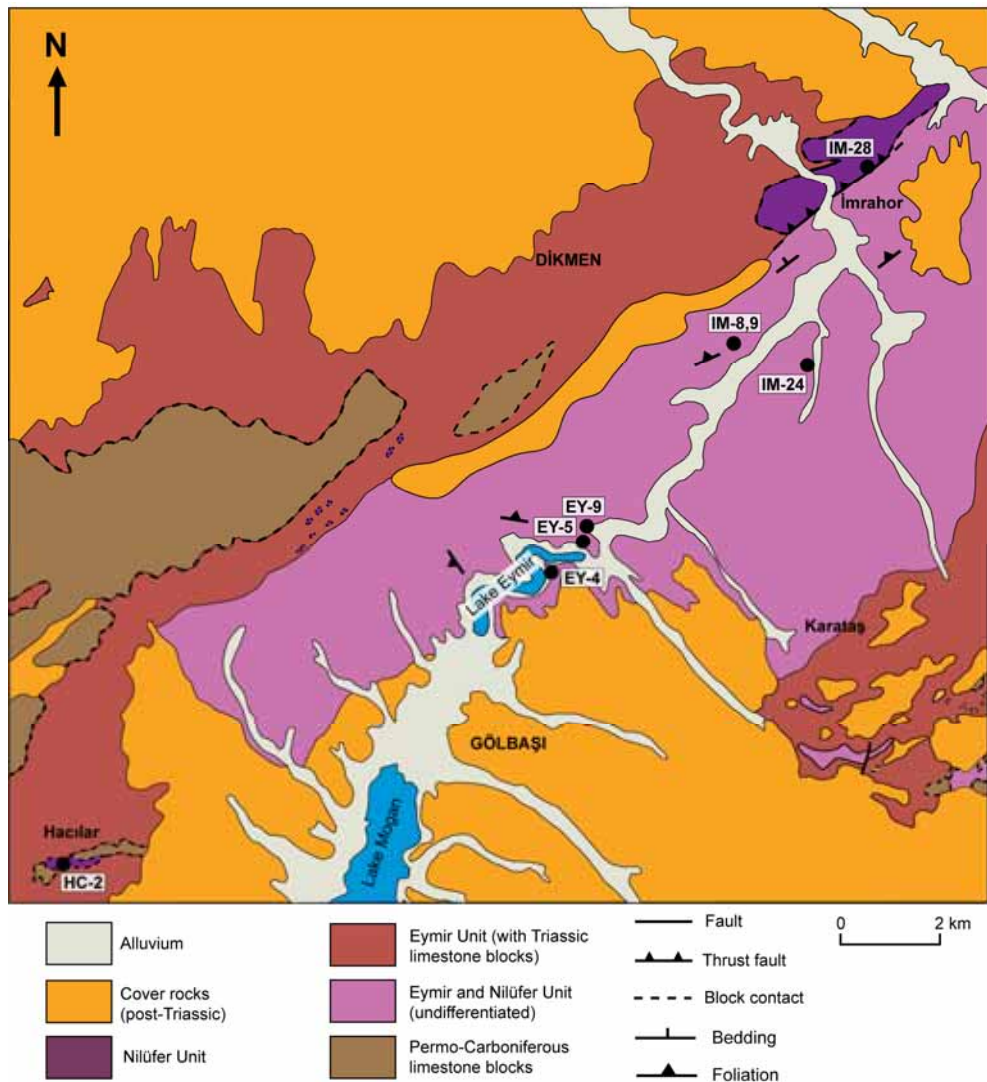 N
IM-28
İmrahor
DİKMEN
IM-8,9
IM-24
EY-9
EY-5
EY-4
Lake Eymir
Karataş
GÖLBAŞI
Lake Mogan
Hacılar
HC-2
Alluvium
Cover rocks
(post-Triassic)
Nilüfer Unit
Eymir Unit (with Triassic
limestone blocks)
Eymir and Nilüfer Unit
(undifferentiated)
Permo-Carboniferous
limestone blocks
Fault
Thrust fault
Block contact
Bedding
Foliation
0 2 km